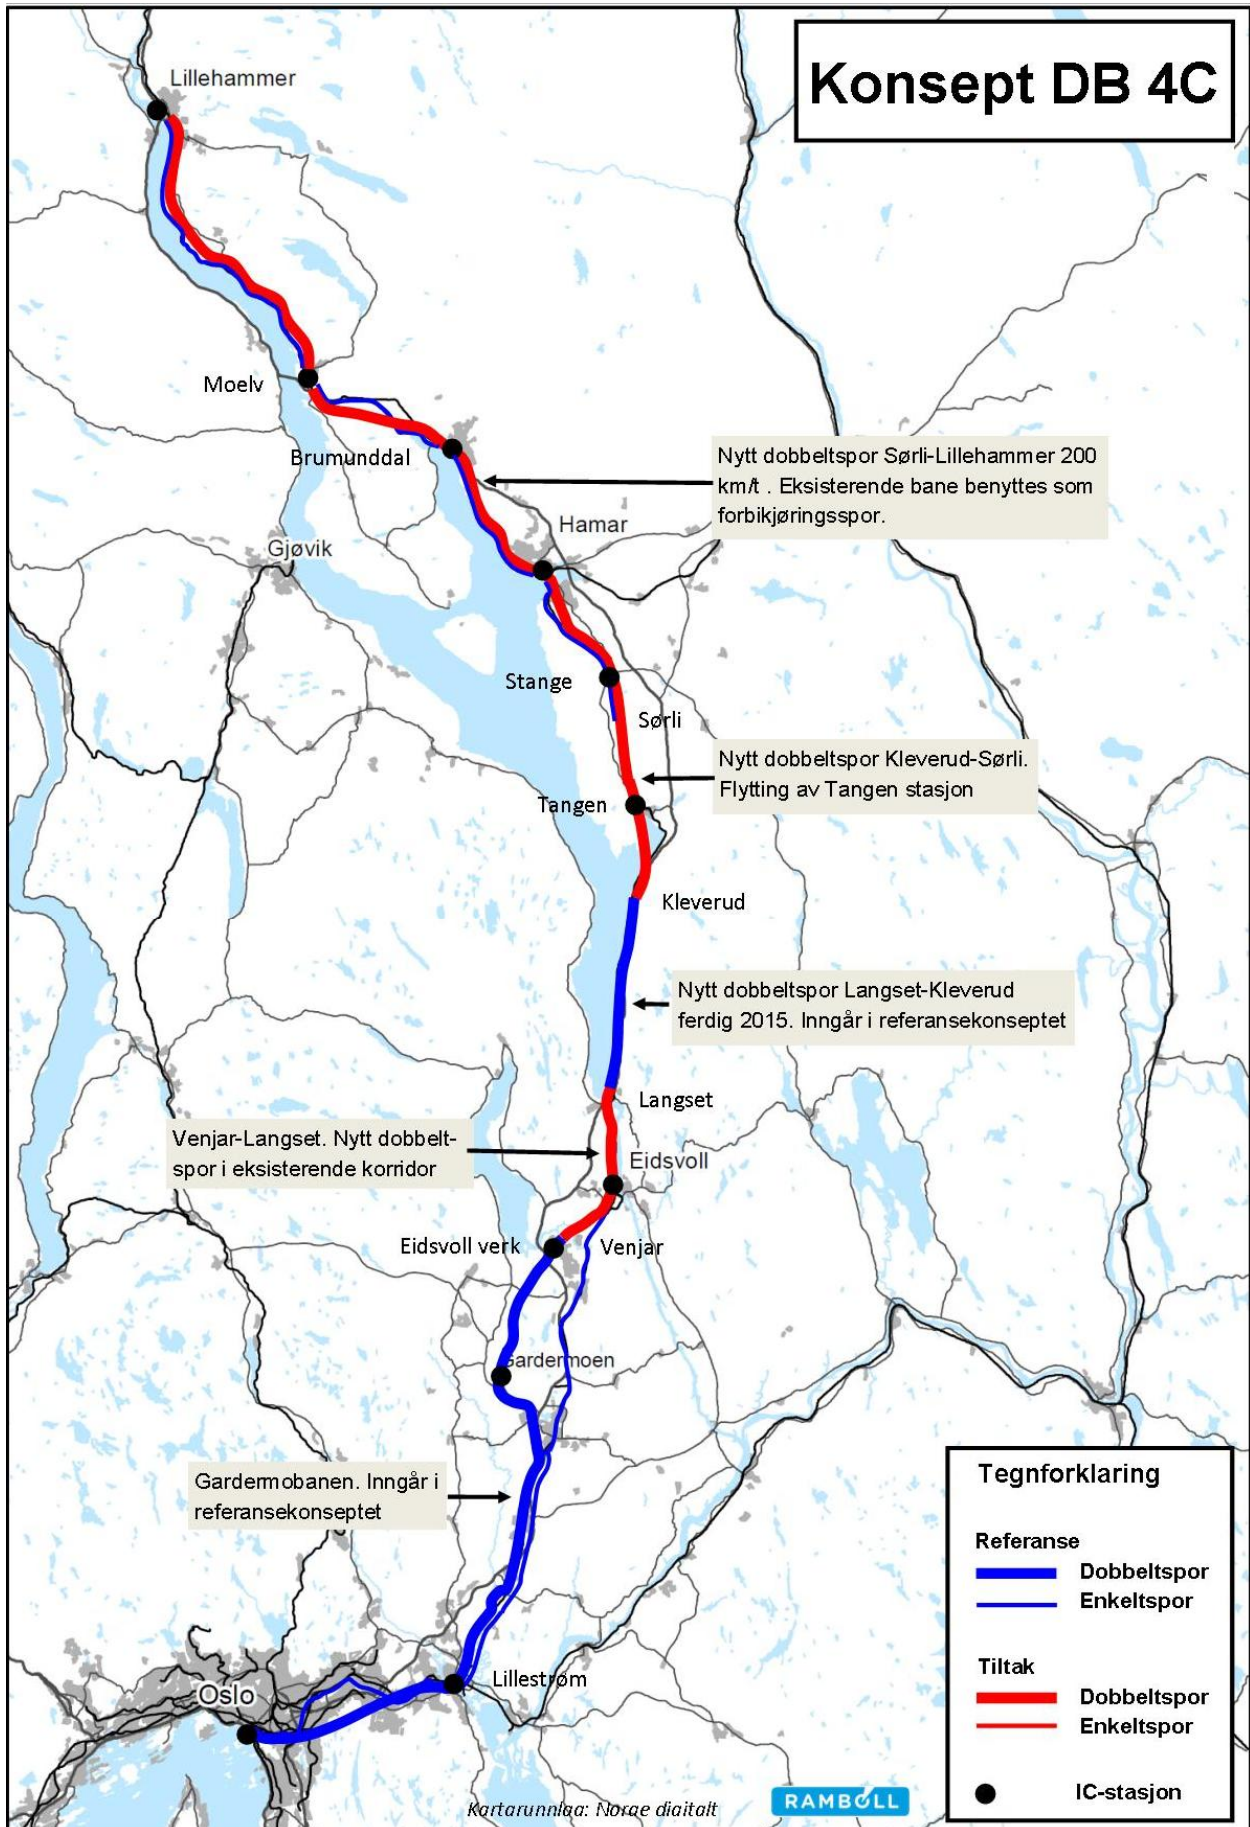 Konsept DB 4C
Lillehammer
Moelv
Brumunddal
Nytt dobbeltspor Sørli-Lillehammer 200
km/t . Eksisterende bane benyttes som
forbikjøringsspor.
Hamar
Gjøvik
Stange
Sørli
Nytt dobbeltspor Kleverud-Sørli.
Flytting av Tangen stasjon
Tangen
Kleverud
Nytt dobbeltspor Langset-Kleverud
ferdig 2015. Inngår i referansekonseptet
Langset
Venjar-Langset. Nytt dobbelt-
spor i eksisterende korridor
Eidsvoll
Eidsvoll verk
Venjar
Gardermoen
Gardermobanen. Inngår i
referansekonseptet
Lillestrøm
Oslo
Tegnforklaring
Referanse
Dobbeltspor
Enkeltspor
Tiltak
Dobbeltspor
Enkeltspor
IC-stasjon
Kartgrunnlag: Norge digitalt
RAMBOLL